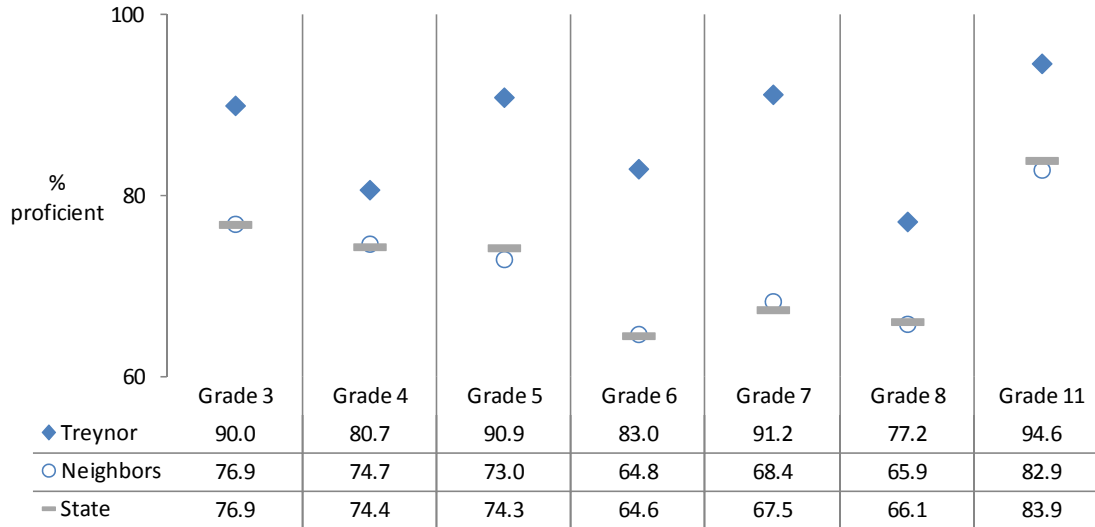 100
80
%
proficient
60
Grade 3 Grade 4 Grade 5 Grade 6 Grade 7 Grade 8 Grade 11
Treynor 90.0 80.7 90.9 83.0 91.2 77.2 94.6
Neighbors 76.9 74.7 73.0 64.8 68.4 65.9 82.9
State 76.9 74.4 74.3 64.6 67.5 66.1 83.9